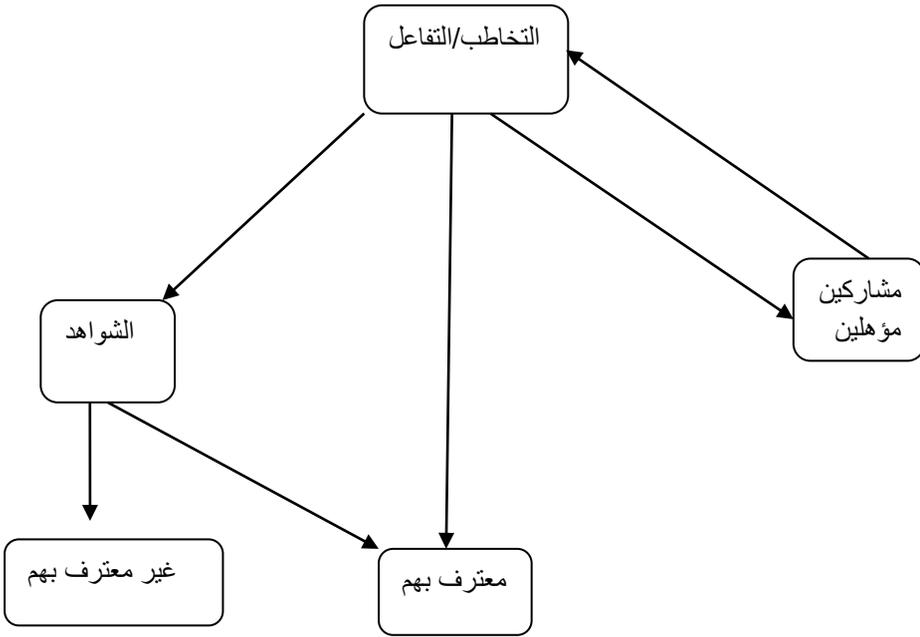 التخاطب/التفاعل
مشاركين
مؤهلين
الشواهد
معترف بهم
غير معترف بهم